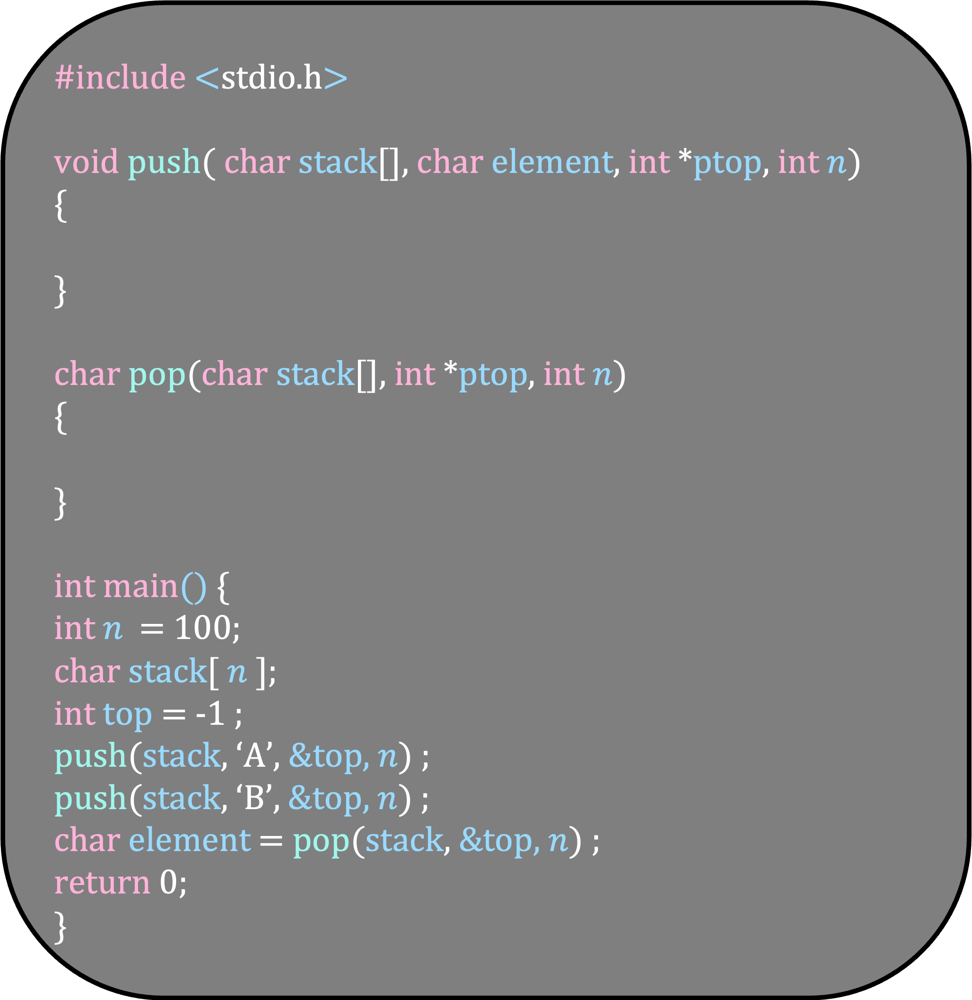 #include <stdio.h>
void push( char stack[], char element, int *ptop, int n)
{
}
char pop(char stack[], int *ptop, int n)
{
}
int main() {
int n = 100;
char stack[ n ];
int top = -1 ;
push(stack, ‘A’, &top, n) ;
push(stack, ‘B’, &top, n) ;
char element = pop(stack, &top, n) ;
return 0;
}